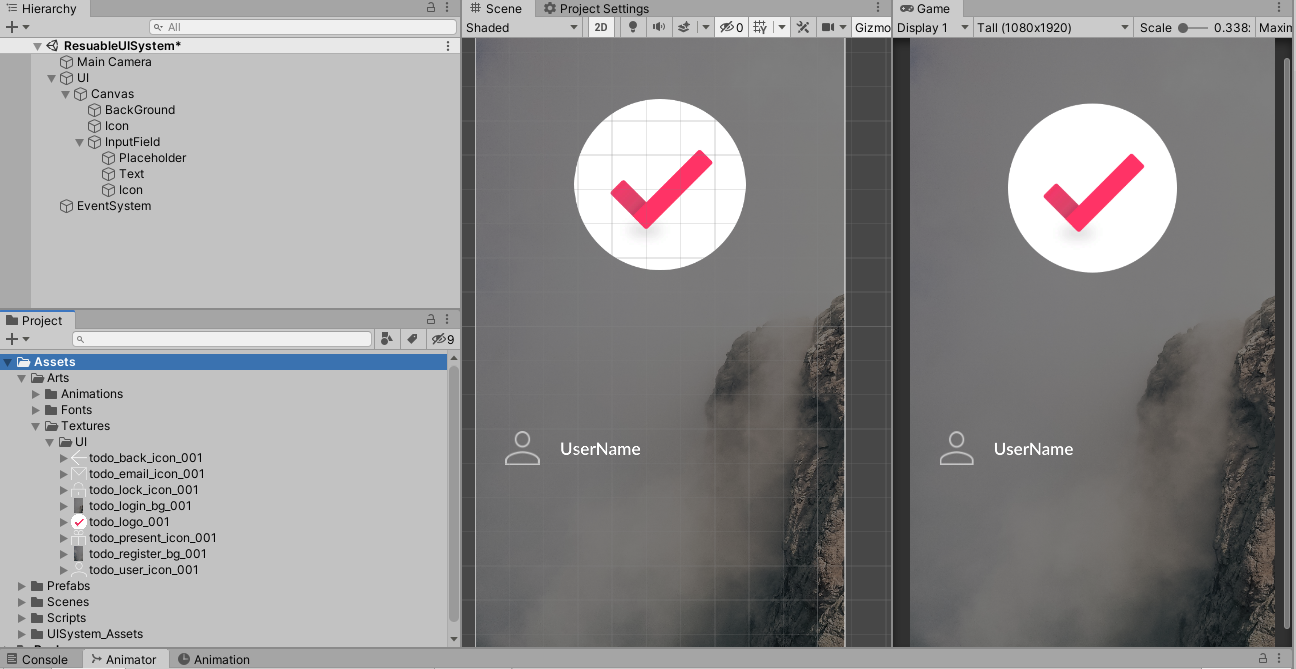 Hierarchy
All
ResuableUISystem*
Main Camera
UI
Canvas
BackGround
Icon
InputField
Placeholder
Text
Icon
EventSystem
Project
9
Assets
Arts
Animations
Fonts
Textures
UI
todo_back_icon_001
todo_email_icon_001
todo_lock_icon_001
todo_login_bg_001
todo_logo_001
todo_present_icon_001
todo_register_bg_001
todo_user_icon_001
Prefabs
Scenes
Scripts
UISystem_Assets
Scene Project Settings
Shaded 2D 0 Gizmo
UserName
Game
Display 1 Tall (1080x1920) Scale 0.338: Maxin
UserName
Console Animator Animation